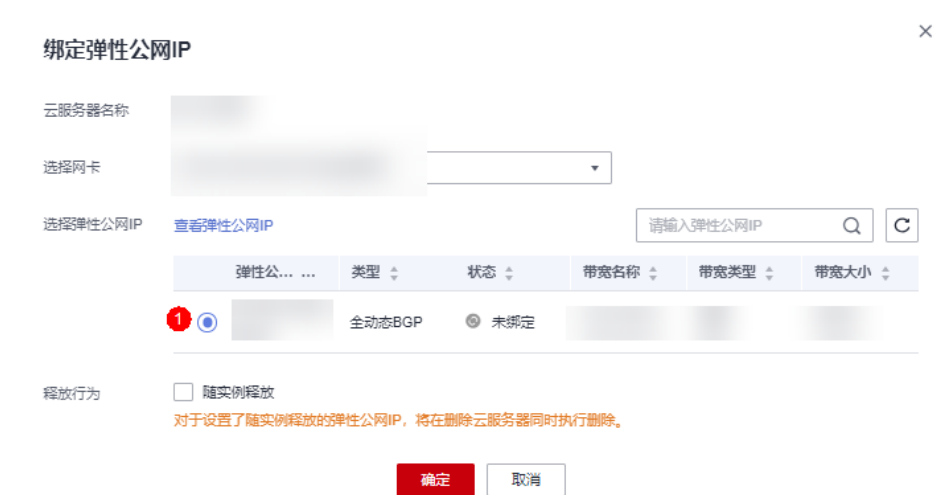 绑定弹性公网IP
云服务器名称
选择网卡
选择弹性公网IP 查看弹性公网IP 请输入弹性公网IP
弹性公... ... 类型 状态 带宽名称 带宽类型 带宽大小
1 全动态BGP 未绑定
释放行为 随实例释放
对于设置了随实例释放的弹性公网IP，将在删除云服务器同时执行删除。
确定 取消